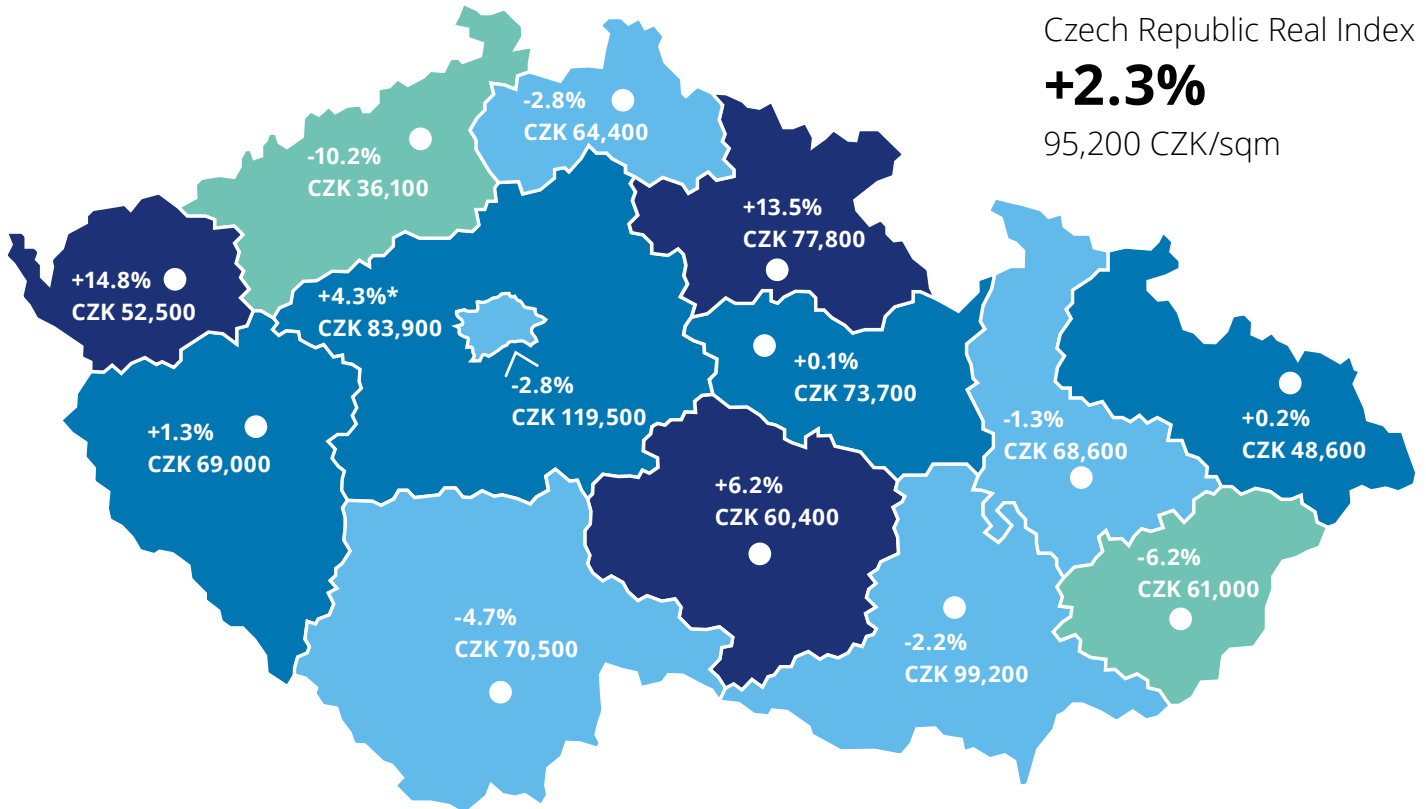 Czech Republic Real Index
+2.3%
95,200 CZK/sqm
-2.8%
CZK 64,400
-10.2%
CZK 36,100
+13.5%
CZK 77,800
+14.8%
CZK 52,500
+4.3%*
CZK 83,900
-2.8%
CZK 119,500
+0.1%
CZK 73,700
+1.3%
CZK 69,000
-1.3%
CZK 68,600
+0.2%
CZK 48,600
+6.2%
CZK 60,400
-6.2%
CZK 61,000
-4.7%
CZK 70,500
-2.2%
CZK 99,200